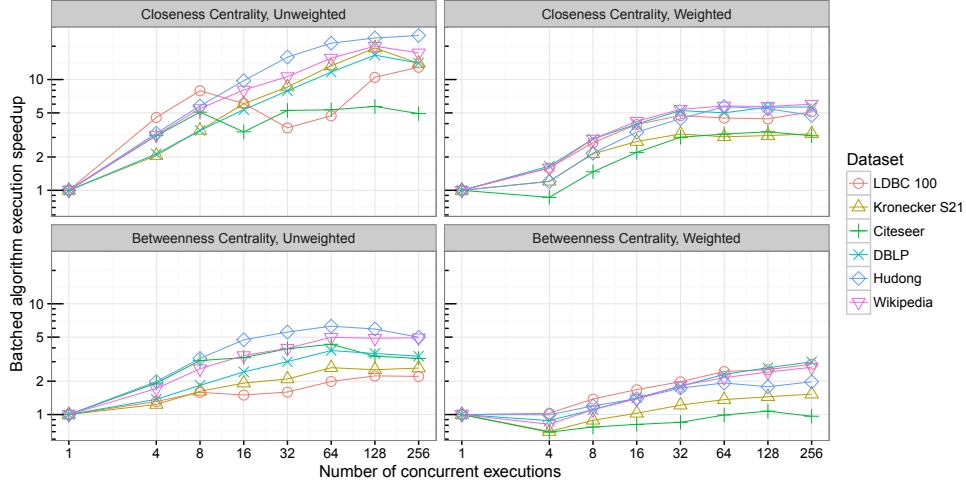 Closeness Centrality, Unweighted
Closeness Centrality, Weighted
10
5
2
1
Betweenness Centrality, Unweighted
Betweenness Centrality, Weighted
10
5
2
1
1 4 8 16 32 64 128 256
1 4 8 16 32 64 128 256
Number of concurrent executions
Batched algorithm execution speedup
Dataset
LDBC 100
Kronecker S21
Citeseer
DBLP
Hudong
Wikipedia